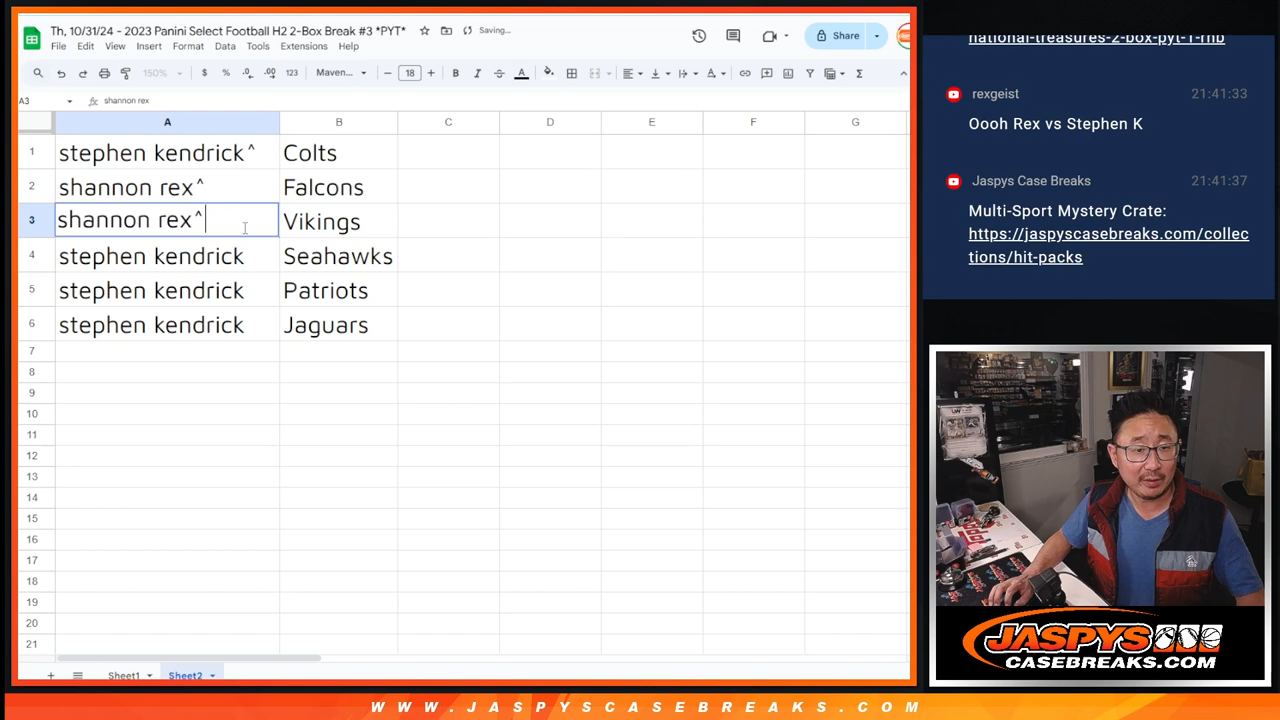 Th, 10/31/24 - 2023 Panini Select Football H2 2-Box Break #3 *PYT* Saving...
File Edit View Insert Format Data Tools Extensions Help
Share
150% $ % .0 .00 123 Maven... 18 B I A
A3 shannon rex
A B C D E F G
1 stephen kendrick^ Colts
2 shannon rex^ Falcons
3 shannon rex^ Vikings
4 stephen kendrick Seahawks
5 stephen kendrick Patriots
6 stephen kendrick Jaguars
7
8
9
10
11
12
13
14
15
16
17
18
19
20
21
Sheet1 Sheet2
national-treasures-2-box-pyt-1-rnb
rexgeist 21:41:33
Oooh Rex vs Stephen K
Jaspys Case Breaks 21:41:37
Multi-Sport Mystery Crate:
https://jaspyscasebreaks.com/collec
tions/hit-packs
JASPYS
CASEBREAKS.COM
WWW.JASPYSCASEBREAKS.COM